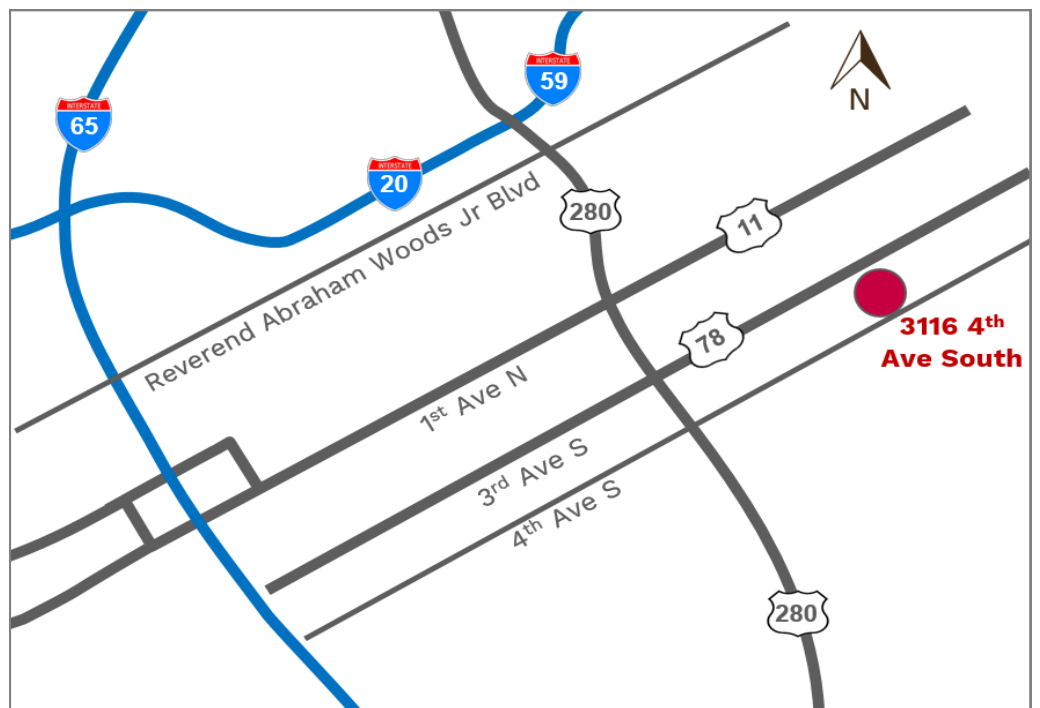 INTERSTATE
59
INTERSTATE
65
N
INTERSTATE
20
280
11
Reverend Abraham Woods Jr Blvd
78
3116 4th
Ave South
1st Ave N
3rd Ave S
4th Ave S
280